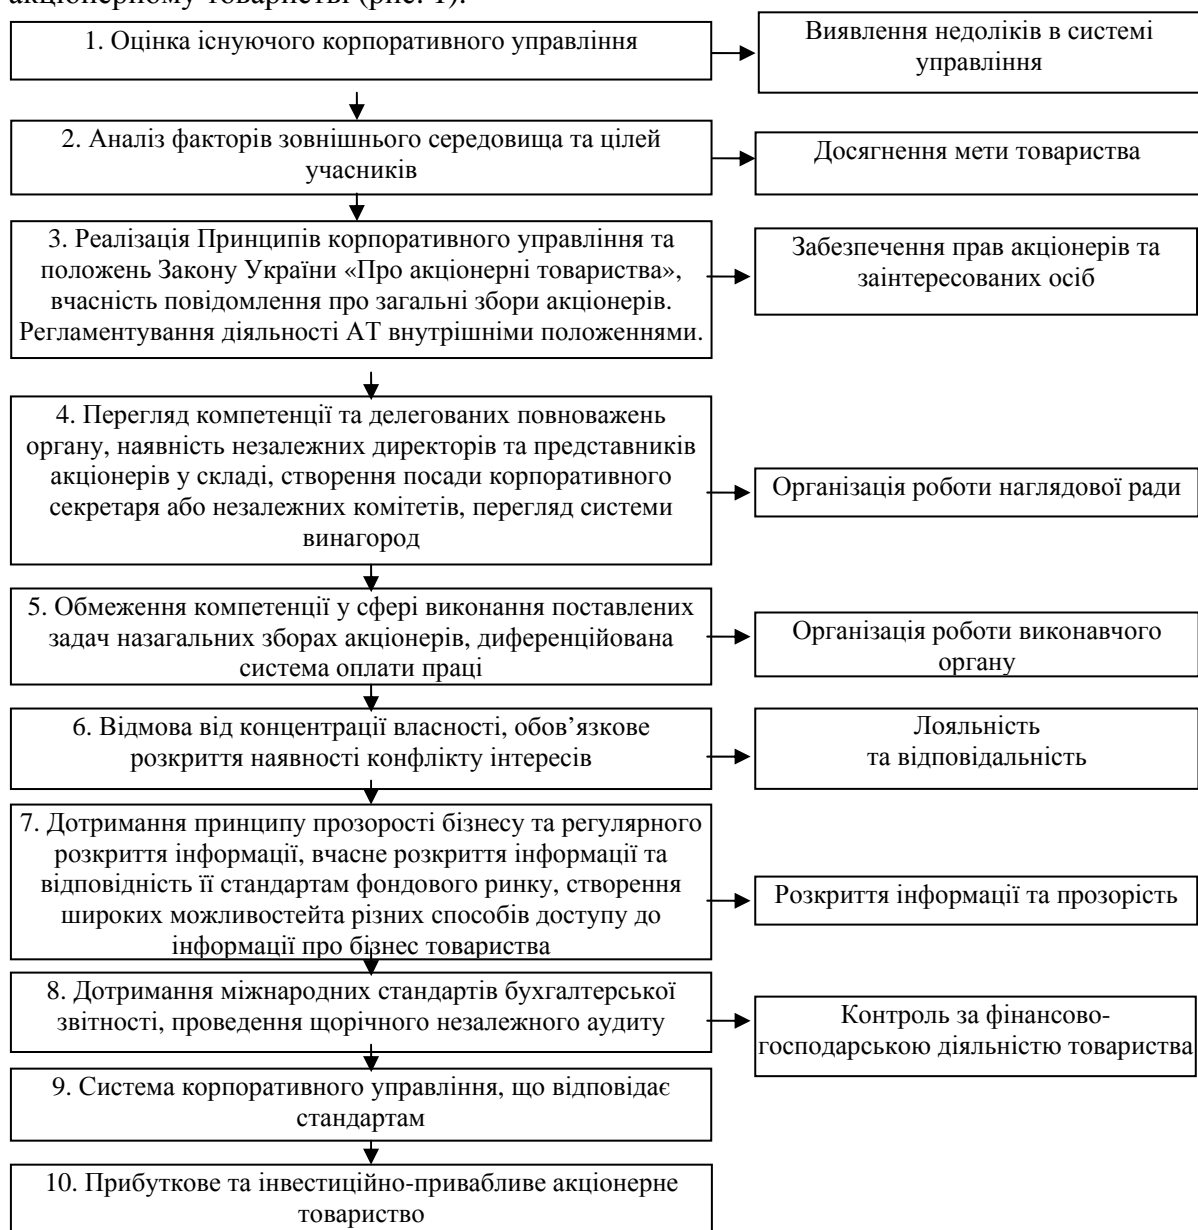 акціонерному товаристві (рис. 1).
1. Оцінка існуючого корпоративного управління
Виявлення недоліків в системі
управління
2. Аналіз факторів зовнішнього середовища та цілей
учасників
Досягнення мети товариства
3. Реалізація Принципів корпоративного управління та
положень Закону України «Про акціонерні товариства»,
вчасність повідомлення про загальні збори акціонерів.
Регламентування діяльності АТ внутрішніми положеннями.
Забезпечення прав акціонерів та
заінтересованих осіб
4. Перегляд компетенції та делегованих повноважень
органу, наявність незалежних директорів та представників
акціонерів у складі, створення посади корпоративного
секретаря або незалежних комітетів, перегляд системи
винагород
Організація роботи наглядової ради
5. Обмеження компетенції у сфері виконання поставлених
задач назагальних зборах акціонерів, диференційована
система оплати праці
Організація роботи виконавчого
органу
6. Відмова від концентрації власності, обов’язкове
розкриття наявності конфлікту інтересів
Лояльність
та відповідальність
7. Дотримання принципу прозорості бізнесу та регулярного
розкриття інформації, вчасне розкриття інформації та
відповідність її стандартам фондового ринку, створення
широких можливостейта різних способів доступу до
інформації про бізнес товариства
Розкриття інформації та прозорість
8. Дотримання міжнародних стандартів бухгалтерської
звітності, проведення щорічного незалежного аудиту
Контроль за фінансово-
господарською діяльністю товариства
9. Система корпоративного управління, що відповідає
стандартам
10. Прибуткове та інвестиційно-привабливе акціонерне
товариство